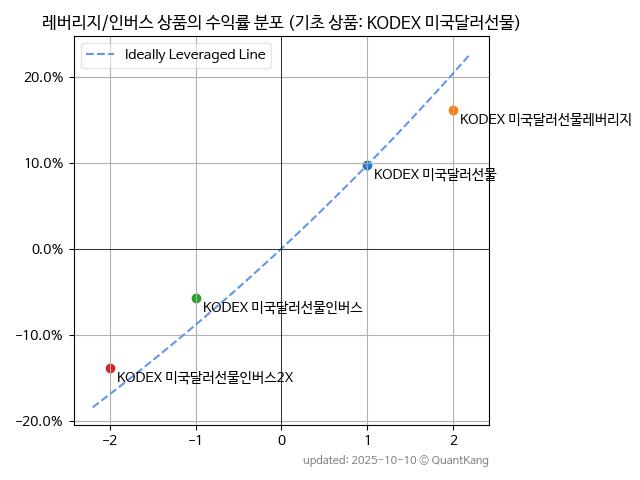 레버리지/인버스 상품의 수익률 분포 (기초 상품: KODEX 미국달러선물)
Ideally Leveraged Line
20.0%
KODEX 미국달러선물레버리지
10.0%
KODEX 미국달러선물
0.0%
KODEX 미국달러선물인버스
−10.0%
KODEX 미국달러선물인버스2X
−20.0%
−2 −1 0 1 2
updated: 2025-10-10 © QuantKang